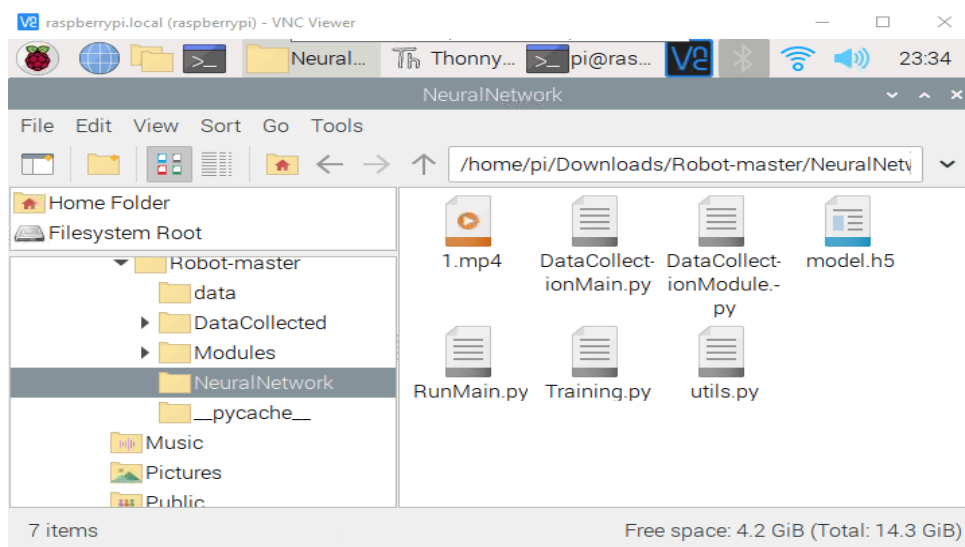 raspberrypi.local (raspberrypi) - VNC Viewer
Neural... Thonny... pi@ras... 23:34
NeuralNetwork
File Edit View Sort Go Tools
/home/pi/Downloads/Robot-master/NeuralNetw
Home Folder
Filesystem Root
Robot-master
data
DataCollected
Modules
NeuralNetwork
__pycache__
Music
Pictures
Public
1.mp4
DataCollect-
ionMain.py
DataCollect-
ionModule.-
py
model.h5
RunMain.py
Training.py
utils.py
7 items
Free space: 4.2 GiB (Total: 14.3 GiB)